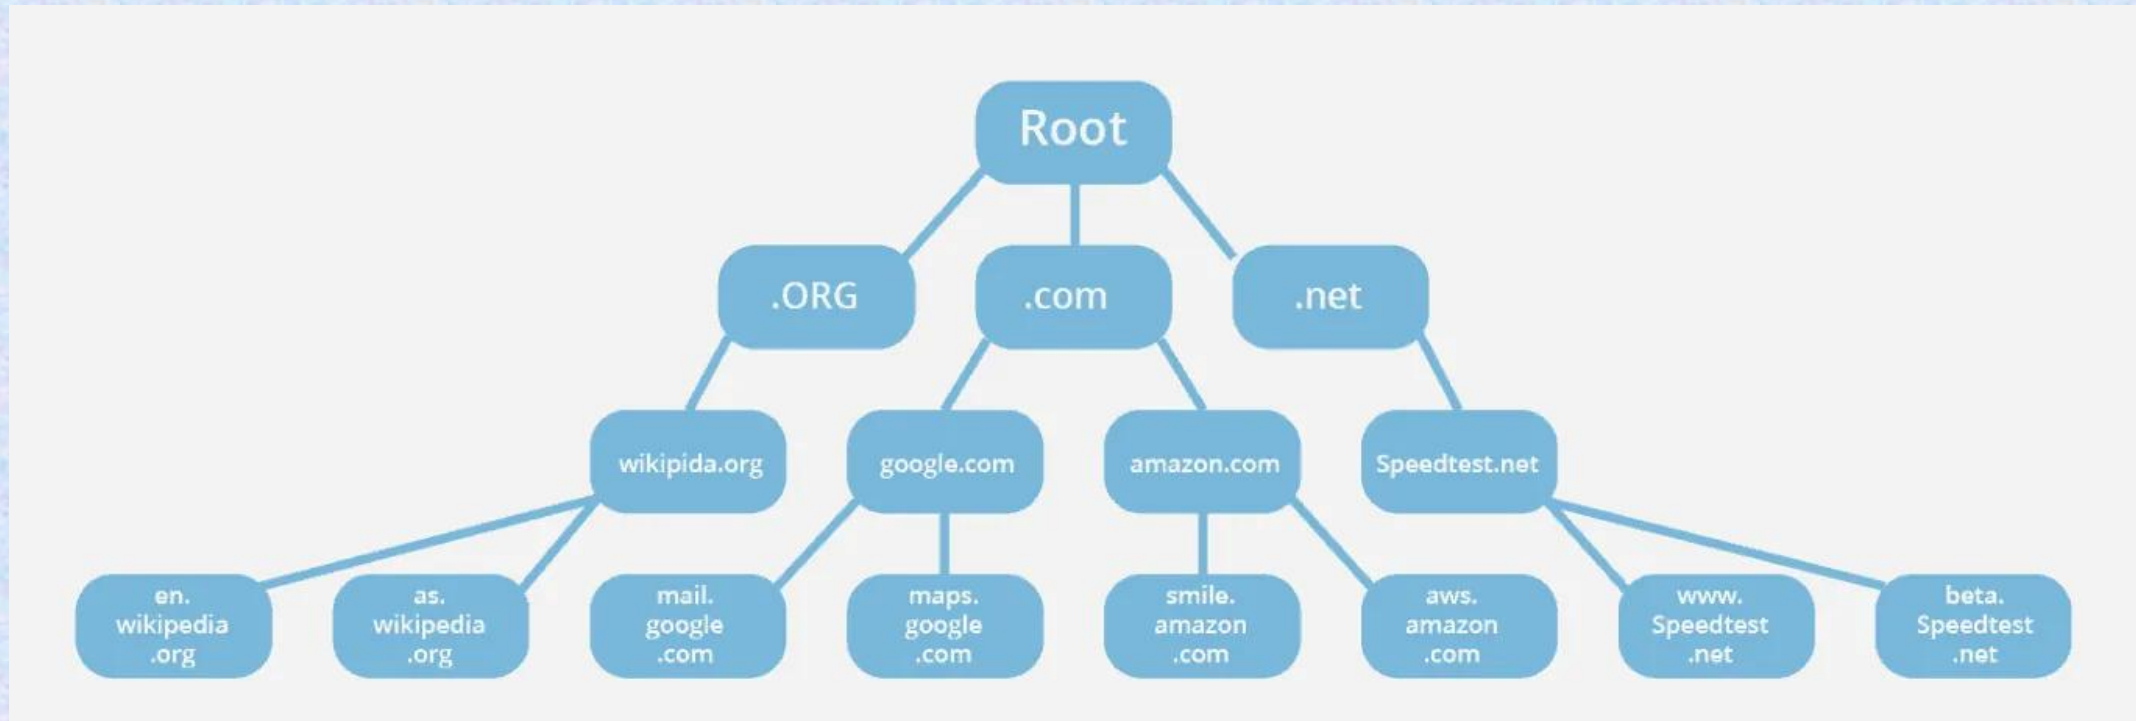 Root
.ORG
.com
.net
wikipida.org
google.com
amazon.com
Speedtest.net
en.
wikipedia
.org
as.
wikipedia
.org
mail.
google
.com
maps.
google
.com
smile.
amazon
.com
aws.
amazon
.com
www.
Speedtest
.net
beta.
Speedtest
.net